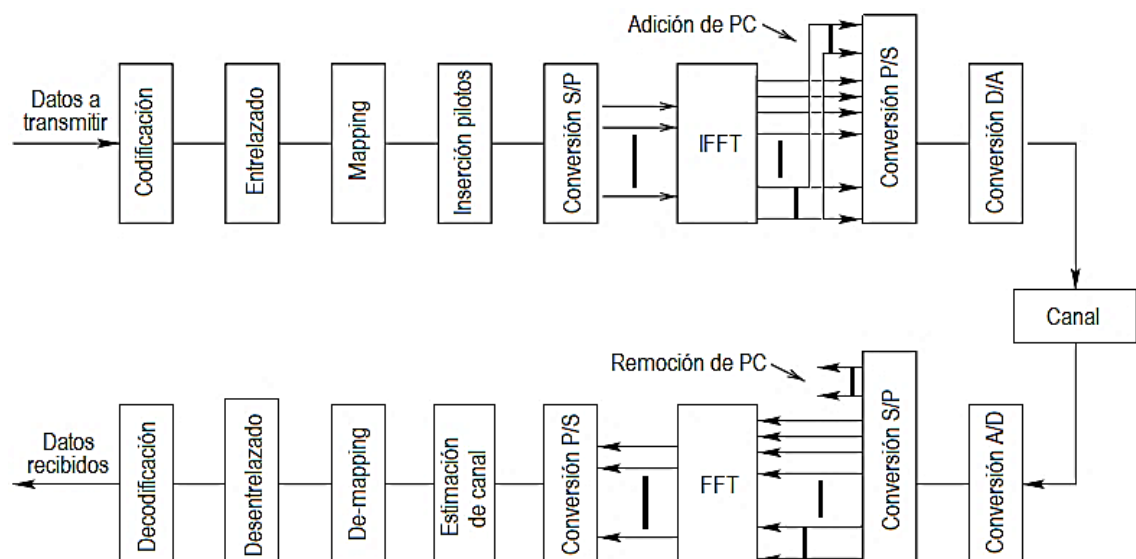 Adición de PC
Datos a
transmitir
Codificación
Entrelazado
Mapping
Inserción pilotos
Conversión S/P
IFFT
Conversión P/S
Conversión D/A
Canal
Remoción de PC
Datos
recibidos
Decodificación
Desentrelazado
De-mapping
Estimación
de canal
Conversión P/S
FFT
Conversión S/P
Conversión A/D